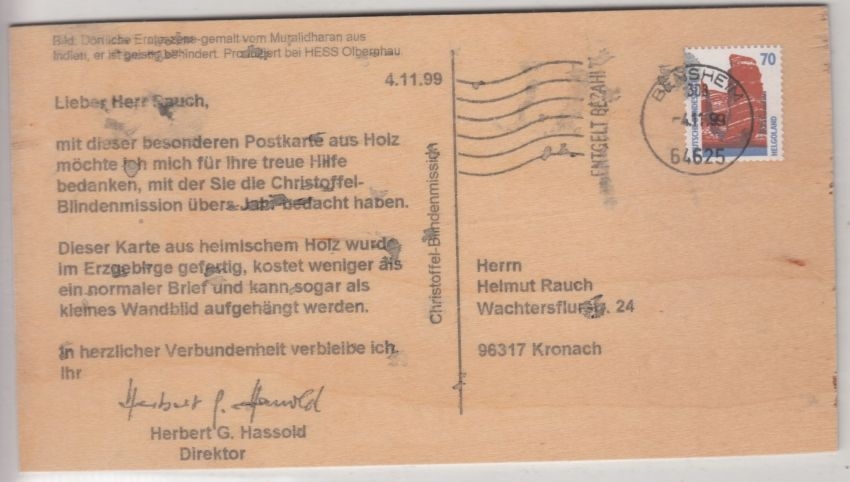 Bild: Dörfliche Ernteszene gemalt vom Muralidharan aus
Indien, er ist geistig behindert. Produziert bei HESS Olbernhau.
4.11.99
Lieber Herr Rauch,
mit dieser besonderen Postkarte aus Holz
möchte ich mich für Ihre treue Hilfe
bedanken, mit der Sie die Christoffel-
Blindenmission übers Jahr bedacht haben.
Dieser Karte aus heimischem Holz wurde
im Erzgebirge gefertig, kostet weniger als
ein normaler Brief und kann sogar als
kleines Wandbild aufgehängt werden.
In herzlicher Verbundenheit verbleibe ich
Ihr
Herbert G. Hassold
Herbert G. Hassold
Direktor
Christoffel-Blindenmission
ENTGELT BEZAHLT
BENSHEIM
-4.11.99
64625
70
DEUTSCHE BUNDESPOST
HELGOLAND
Herrn
Helmut Rauch
Wachtersflurstr. 24
96317 Kronach